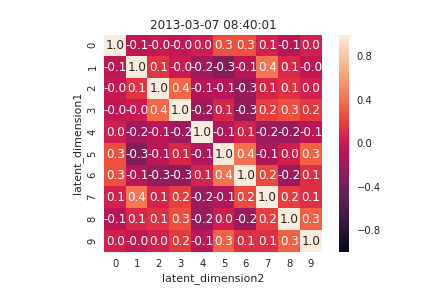 2013-03-07 08:40:01
latent_dimension1
0 1.0 -0.1 -0.0 -0.0 0.0 0.3 0.3 0.1 -0.1 0.0
1 -0.1 1.0 0.1 -0.0 -0.2 -0.3 -0.1 0.4 0.1 -0.0
2 -0.0 0.1 1.0 0.4 -0.1 -0.1 -0.3 0.1 0.1 0.0
3 -0.0 -0.0 0.4 1.0 -0.2 0.1 -0.3 0.2 0.3 0.2
4 0.0 -0.2 -0.1 -0.2 1.0 -0.1 0.1 -0.2 -0.2 -0.1
5 0.3 -0.3 -0.1 0.1 -0.1 1.0 0.4 -0.1 0.0 0.3
6 0.3 -0.1 -0.3 -0.3 0.1 0.4 1.0 0.2 -0.2 0.1
7 0.1 0.4 0.1 0.2 -0.2 -0.1 0.2 1.0 0.2 0.1
8 -0.1 0.1 0.1 0.3 -0.2 0.0 -0.2 0.2 1.0 0.3
9 0.0 -0.0 0.0 0.2 -0.1 0.3 0.1 0.1 0.3 1.0
0 1 2 3 4 5 6 7 8 9
latent_dimension2
0.8
0.4
0.0
-0.4
-0.8